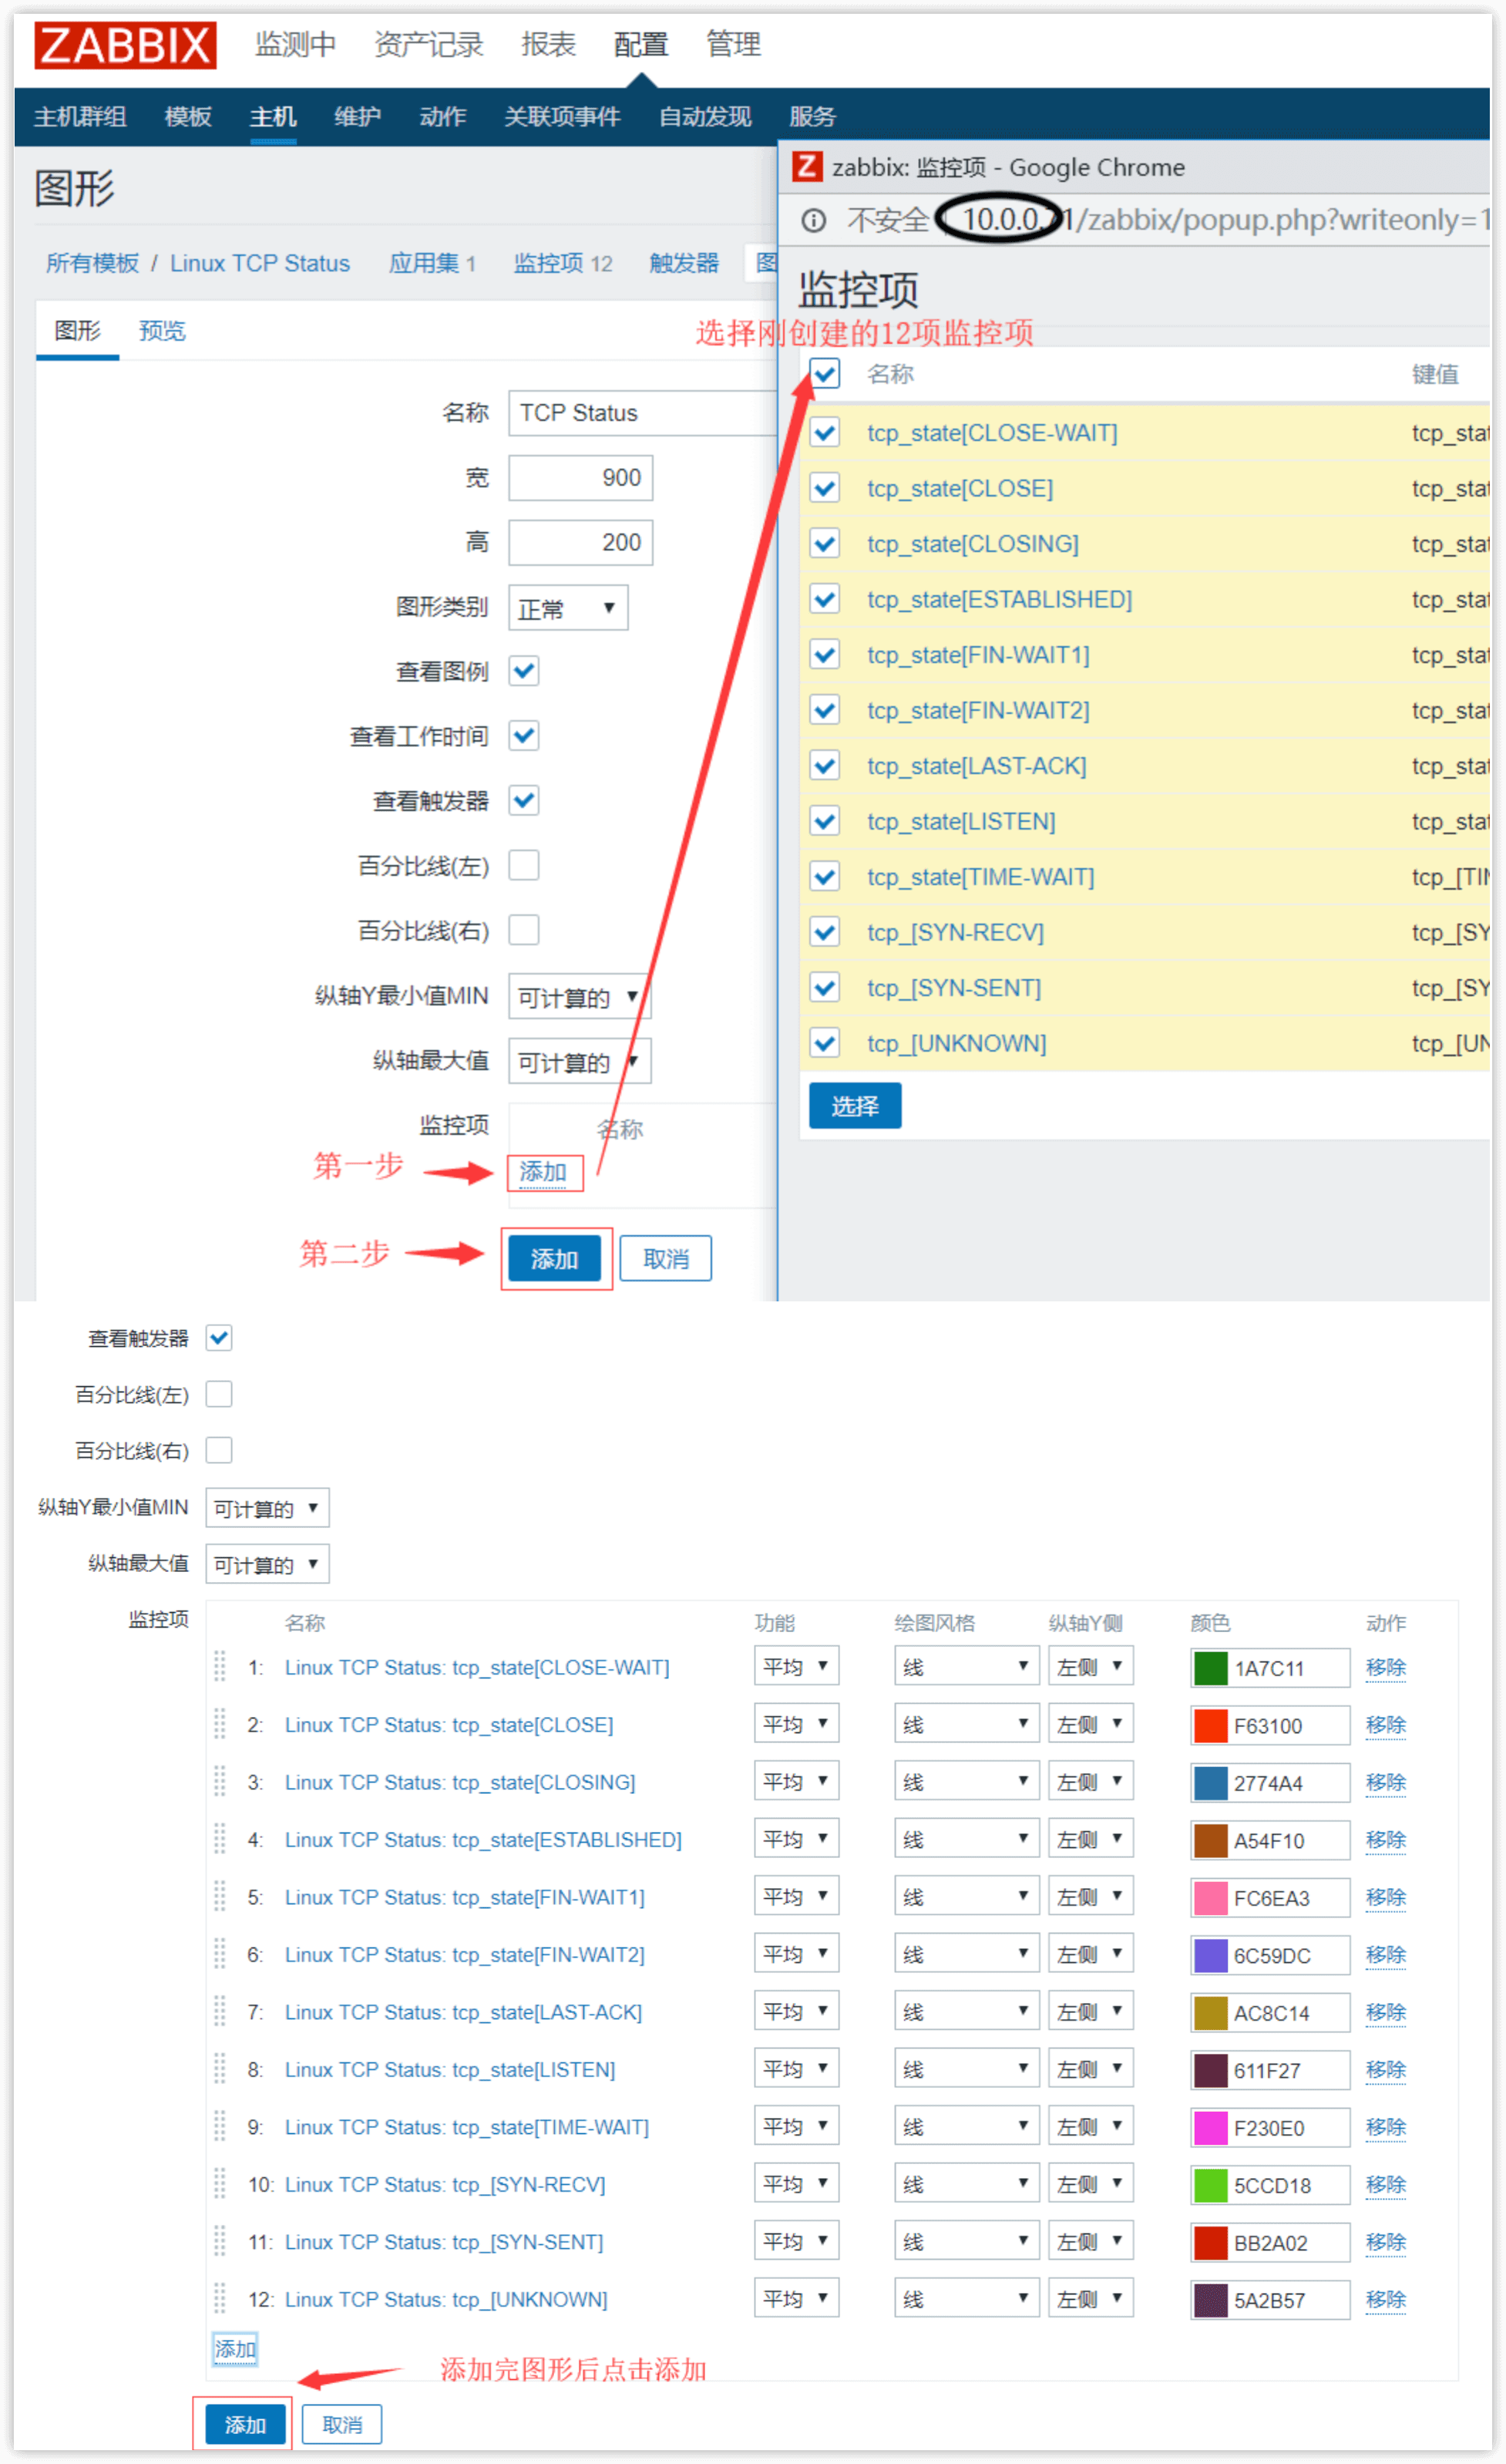 ZABBIX 监测中 资产记录 报表 配置 管理
主机群组 模板 主机 维护 动作 关联项事件 自动发现 服务
图形
所有模板 / Linux TCP Status 应用集 1 监控项 12 触发器
图形 预览
名称 TCP Status
宽 900
高 200
图形类别 正常
查看图例
查看工作时间
查看触发器
百分比线(左)
百分比线(右)
纵轴Y最小值MIN 可计算的
纵轴最大值 可计算的
监控项 名称
第一步 添加
第二步 添加 取消
Z zabbix: 监控项 - Google Chrome
不安全 10.0.0.71/zabbix/popup.php?writeonly=1
监控项
选择刚创建的12项监控项
名称 键值
tcp_state[CLOSE-WAIT] tcp_stat
tcp_state[CLOSE] tcp_stat
tcp_state[CLOSING] tcp_stat
tcp_state[ESTABLISHED] tcp_stat
tcp_state[FIN-WAIT1] tcp_stat
tcp_state[FIN-WAIT2] tcp_stat
tcp_state[LAST-ACK] tcp_stat
tcp_state[LISTEN] tcp_stat
tcp_state[TIME-WAIT] tcp_[TIM
tcp_[SYN-RECV] tcp_[SY
tcp_[SYN-SENT] tcp_[SY
tcp_[UNKNOWN] tcp_[UN
选择
查看触发器
百分比线(左)
百分比线(右)
纵轴Y最小值MIN 可计算的
纵轴最大值 可计算的
监控项 名称 功能 绘图风格 纵轴Y侧 颜色 动作
1: Linux TCP Status: tcp_state[CLOSE-WAIT] 平均 线 左侧 1A7C11 移除
2: Linux TCP Status: tcp_state[CLOSE] 平均 线 左侧 F63100 移除
3: Linux TCP Status: tcp_state[CLOSING] 平均 线 左侧 2774A4 移除
4: Linux TCP Status: tcp_state[ESTABLISHED] 平均 线 左侧 A54F10 移除
5: Linux TCP Status: tcp_state[FIN-WAIT1] 平均 线 左侧 FC6EA3 移除
6: Linux TCP Status: tcp_state[FIN-WAIT2] 平均 线 左侧 6C59DC 移除
7: Linux TCP Status: tcp_state[LAST-ACK] 平均 线 左侧 AC8C14 移除
8: Linux TCP Status: tcp_state[LISTEN] 平均 线 左侧 611F27 移除
9: Linux TCP Status: tcp_state[TIME-WAIT] 平均 线 左侧 F230E0 移除
10: Linux TCP Status: tcp_[SYN-RECV] 平均 线 左侧 5CCD18 移除
11: Linux TCP Status: tcp_[SYN-SENT] 平均 线 左侧 BB2A02 移除
12: Linux TCP Status: tcp_[UNKNOWN] 平均 线 左侧 5A2B57 移除
添加
添加完图形后点击添加
添加 取消